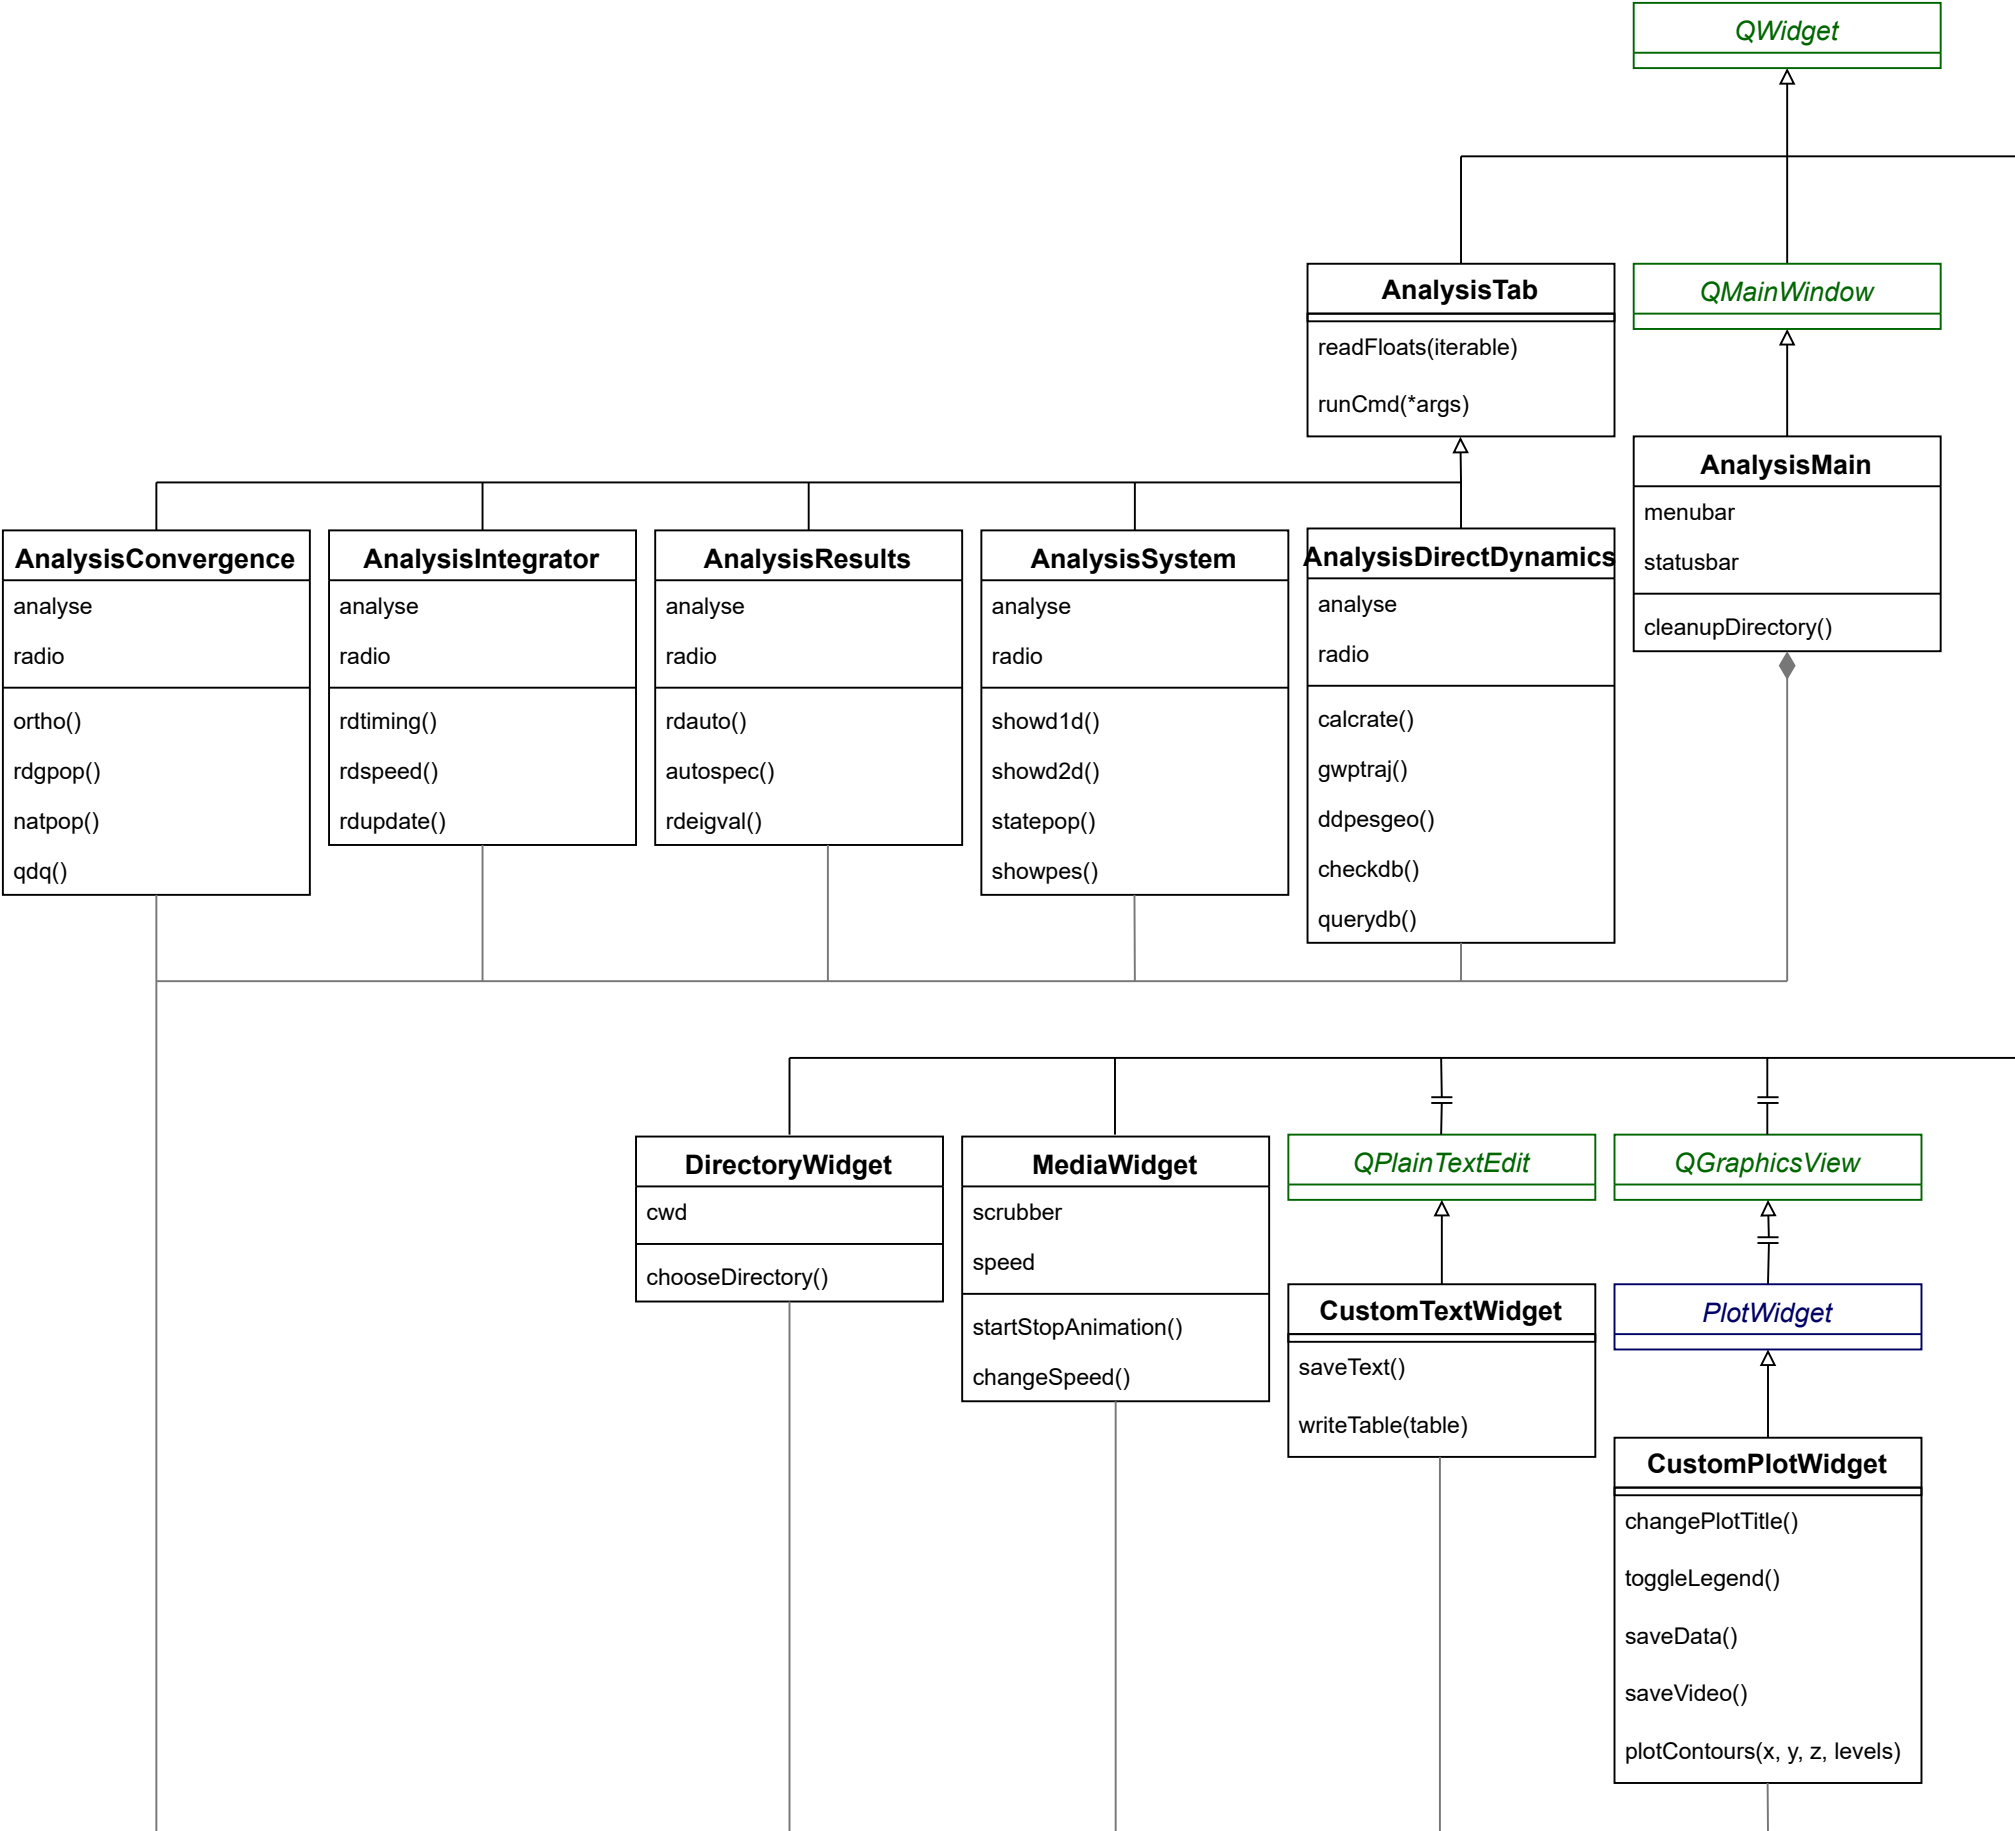 QWidget
AnalysisTab
readFloats(iterable)
runCmd(*args)
QMainWindow
AnalysisMain
menubar
statusbar
cleanupDirectory()
AnalysisConvergence
analyse
radio
ortho()
rdgpop()
natpop()
qdq()
AnalysisIntegrator
analyse
radio
rdtiming()
rdspeed()
rdupdate()
AnalysisResults
analyse
radio
rdauto()
autospec()
rdeigval()
AnalysisSystem
analyse
radio
showd1d()
showd2d()
statepop()
showpes()
AnalysisDirectDynamics
analyse
radio
calcrate()
gwptraj()
ddpesgeo()
checkdb()
querydb()
DirectoryWidget
cwd
chooseDirectory()
MediaWidget
scrubber
speed
startStopAnimation()
changeSpeed()
QPlainTextEdit
CustomTextWidget
saveText()
writeTable(table)
QGraphicsView
PlotWidget
CustomPlotWidget
changePlotTitle()
toggleLegend()
saveData()
saveVideo()
plotContours(x, y, z, levels)